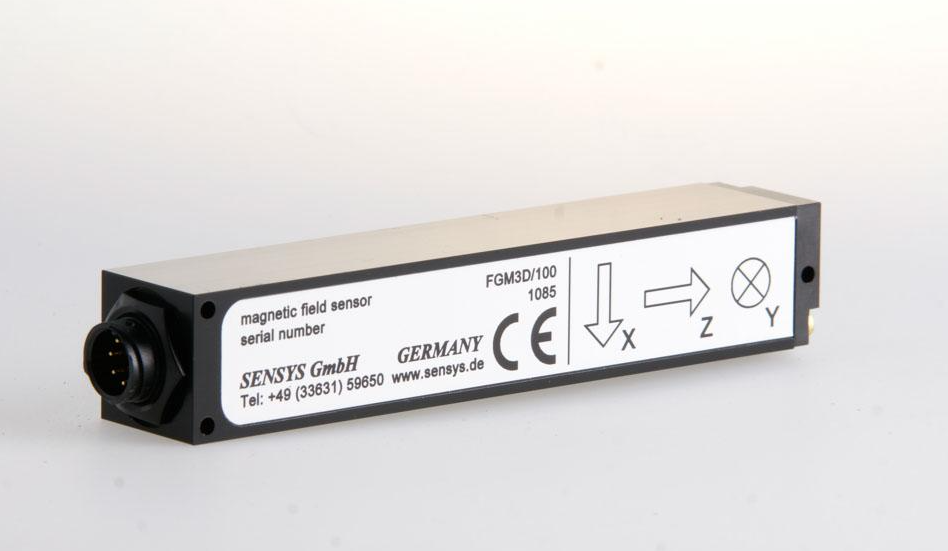 magnetic field sensor FGM3D/100
serial number 1085
SENSYS GmbH GERMANY
Tel: +49 (33631) 59650 www.sensys.de
CE
X Z Y